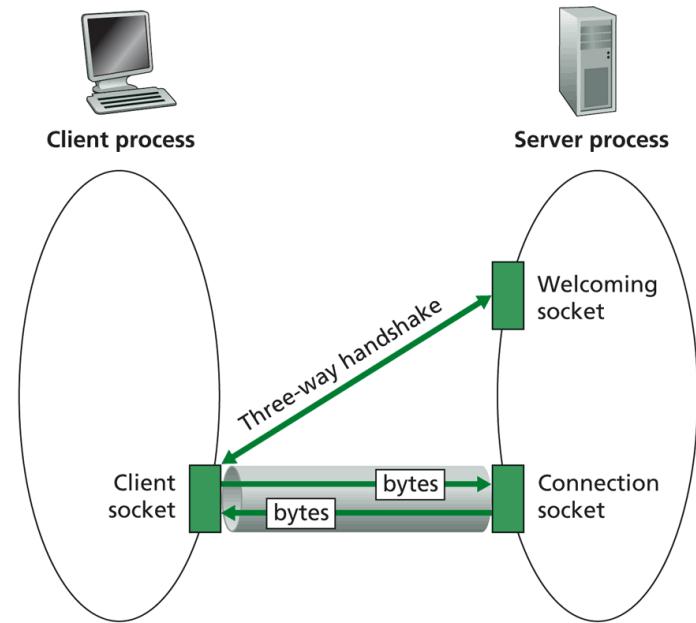 Client process
Server process
Welcoming
socket
Three-way handshake
Client
socket
bytes
bytes
Connection
socket